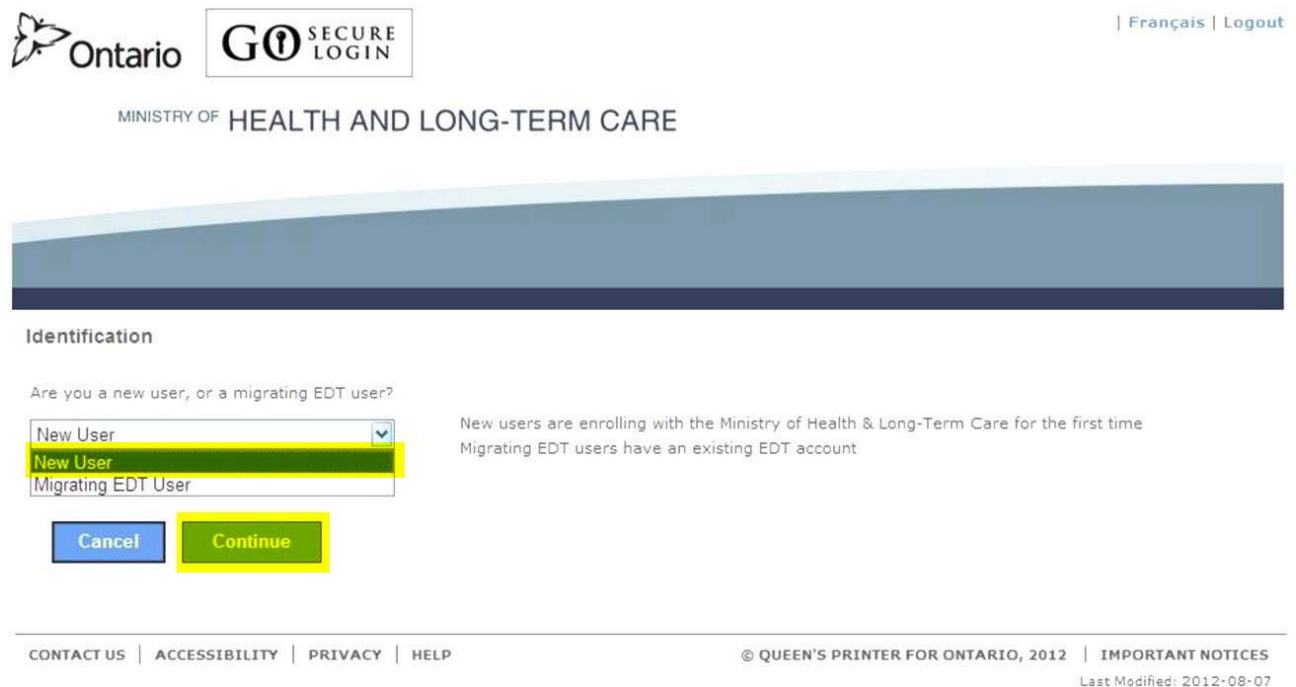 Ontario
GO SECURE LOGIN
| Français | Logout
MINISTRY OF HEALTH AND LONG-TERM CARE
Identification
Are you a new user, or a migrating EDT user?
New User
New User
Migrating EDT User
New users are enrolling with the Ministry of Health & Long-Term Care for the first time
Migrating EDT users have an existing EDT account
Cancel
Continue
CONTACT US | ACCESSIBILITY | PRIVACY | HELP
© QUEEN'S PRINTER FOR ONTARIO, 2012 | IMPORTANT NOTICES
Last Modified: 2012-08-07